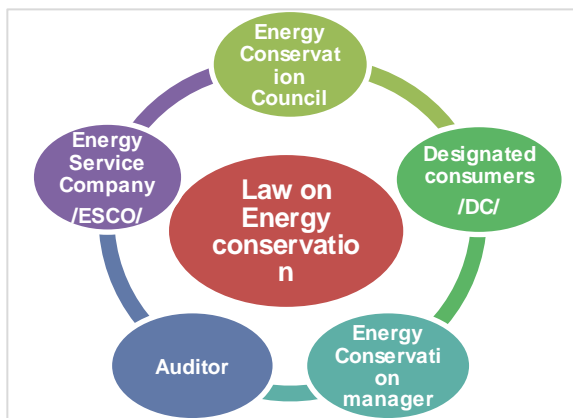 Energy
Conservat
ion
Council
Energy
Service
Company
/ESCO/
Designated
consumers
/DC/
Law on
Energy
conservatio
n
Auditor
Energy
Conservati
on
manager